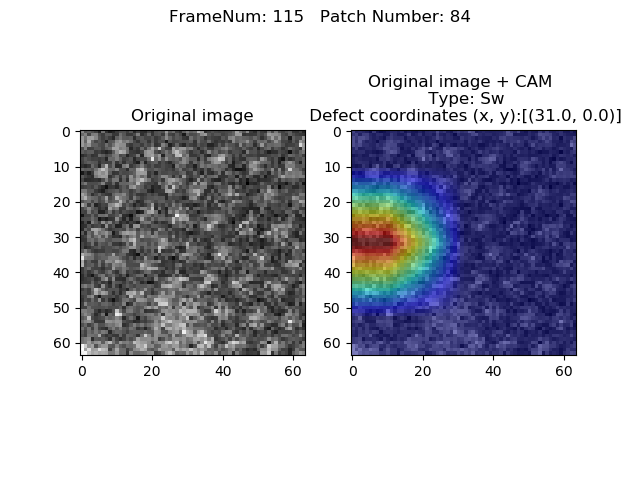 FrameNum: 115   Patch Number: 84
Original image
Original image + CAM
Type: Sw
Defect coordinates (x, y):[(31.0, 0.0)]
0
10
20
30
40
50
60
0 20 40 60
0
10
20
30
40
50
60
0 20 40 60